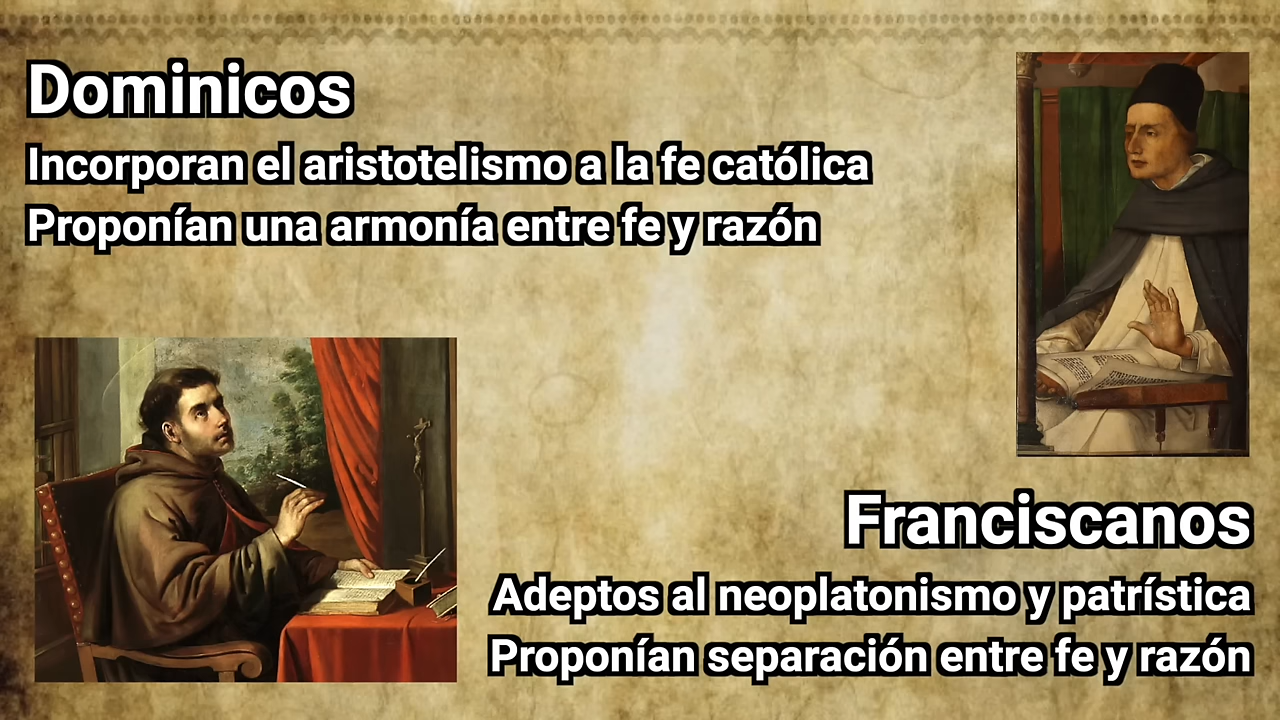 Dominicos
Incorporan el aristotelismo a la fe católica
Proponían una armonía entre fe y razón
Franciscanos
Adeptos al neoplatonismo y patrística
Proponían separación entre fe y razón